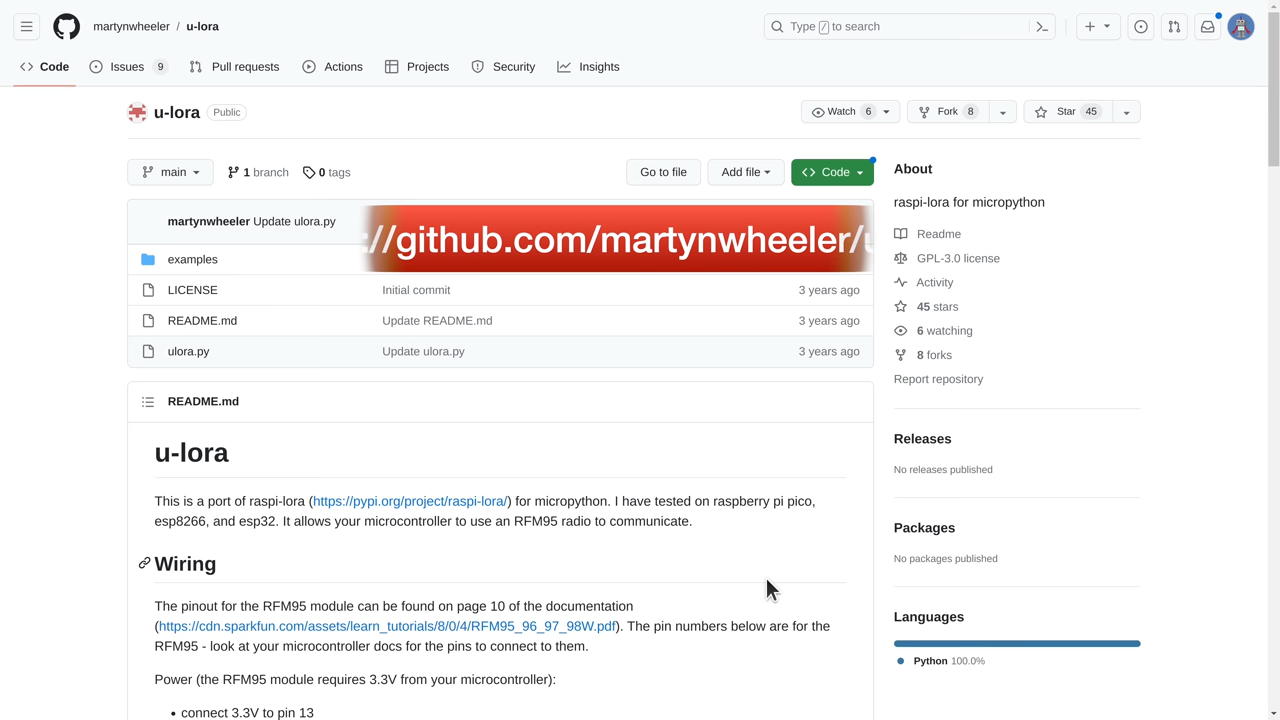 martynwheeler / u-lora
Type / to search
Code
Issues 9
Pull requests
Actions
Projects
Security
Insights
u-lora Public
Watch 6
Fork 8
Star 45
main
1 branch
0 tags
Go to file
Add file
Code
martynwheeler Update ulora.py
://github.com/martynwheeler/
examples
LICENSE Initial commit 3 years ago
README.md Update README.md 3 years ago
ulora.py Update ulora.py 3 years ago
README.md
u-lora
This is a port of raspi-lora (https://pypi.org/project/raspi-lora/) for micropython. I have tested on raspberry pi pico,
esp8266, and esp32. It allows your microcontroller to use an RFM95 radio to communicate.
Wiring
The pinout for the RFM95 module can be found on page 10 of the documentation
(https://cdn.sparkfun.com/assets/learn_tutorials/8/0/4/RFM95_96_97_98W.pdf). The pin numbers below are for the
RFM95 - look at your microcontroller docs for the pins to connect to them.
Power (the RFM95 module requires 3.3V from your microcontroller):
• connect 3.3V to pin 13
About
raspi-lora for micropython
Readme
GPL-3.0 license
Activity
45 stars
6 watching
8 forks
Report repository
Releases
No releases published
Packages
No packages published
Languages
Python 100.0%